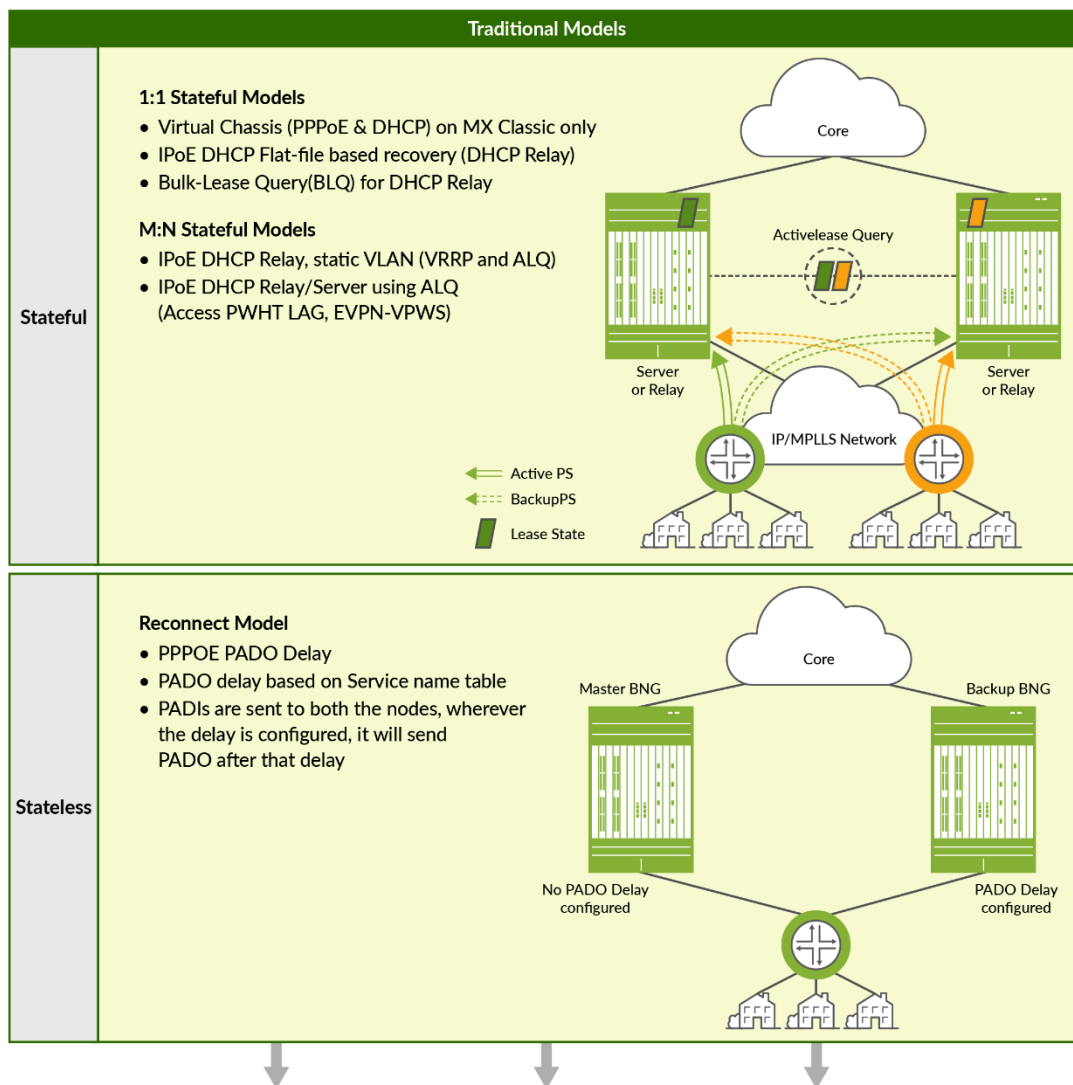 Traditional Models
Stateful
1:1 Stateful Models
• Virtual Chassis (PPPoE & DHCP) on MX Classic only
• IPoE DHCP Flat-file based recovery (DHCP Relay)
• Bulk-Lease Query(BLQ) for DHCP Relay
M:N Stateful Models
• IPoE DHCP Relay, static VLAN (VRRP and ALQ)
• IPoE DHCP Relay/Server using ALQ
(Access PWHT LAG, EVPN-VPWS)
Core
Activelease Query
Server
or Relay
Server
or Relay
IP/MPLLS Network
Active PS
BackupPS
Lease State
Stateless
Reconnect Model
• PPPOE PADO Delay
• PADO delay based on Service name table
• PADIs are sent to both the nodes, wherever
the delay is configured, it will send
PADO after that delay
Core
Master BNG
Backup BNG
No PADO Delay
configured
PADO Delay
configured